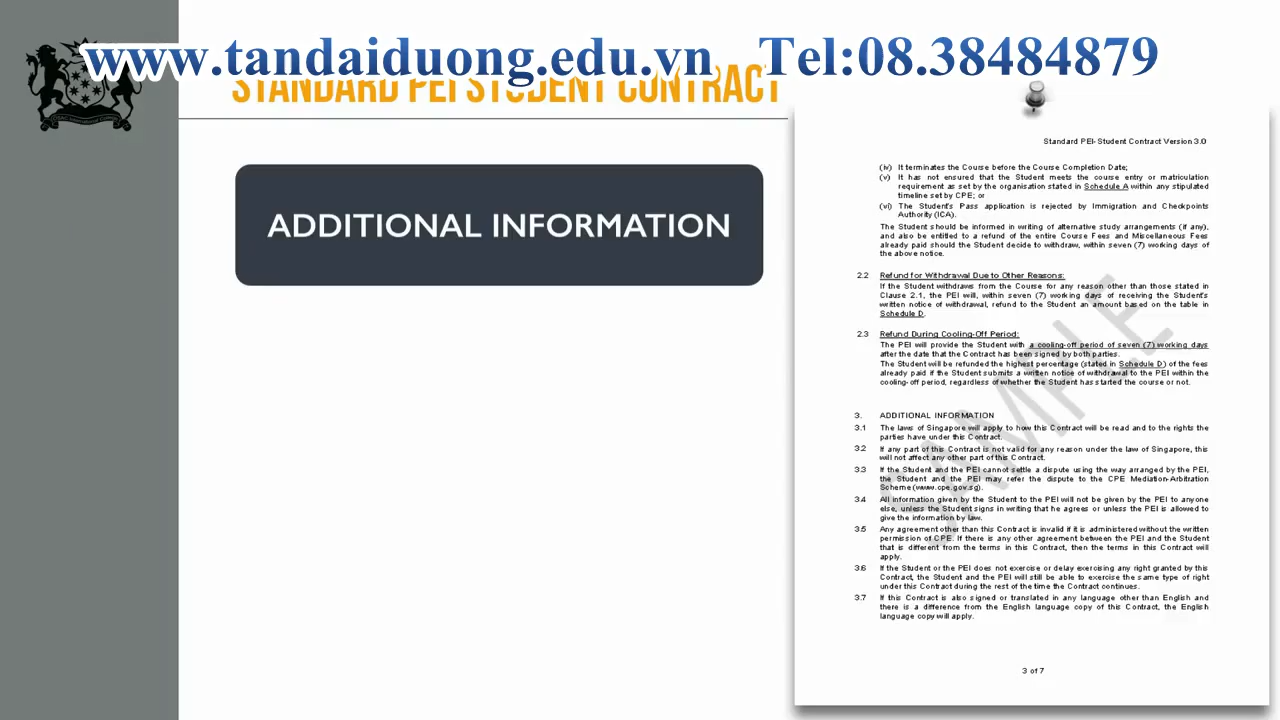 www.tandaiduong.edu.vn Tel:08.38484879
STANDARD PEI STUDENT CONTRACT
ADDITIONAL INFORMATION
Standard PEI-Student Contract Version 3.0
(iv) It terminates the Course before the Course Completion Date;
(v) It has not ensured that the Student meets the course entry or matriculation
requirement as set by the organisation stated in Schedule A within any stipulated
timeline set by CPE; or
(vi) The Student's Pass application is rejected by Immigration and Checkpoints
Authority (ICA).
The Student should be informed in writing of alternative study arrangements (if any),
and also be entitled to a refund of the entire Course Fees and Miscellaneous Fees
already paid should the Student decide to withdraw, within seven (7) working days of
the above notice.
2.2 Refund for Withdrawal Due to Other Reasons:
If the Student withdraws from the Course for any reason other than those stated in
Clause 2.1, the PEI will, within seven (7) working days of receiving the Student's
written notice of withdrawal, refund to the Student an amount based on the table in
Schedule D.
2.3 Refund During Cooling-Off Period:
The PEI will provide the Student with a cooling-off period of seven (7) working days
after the date that the Contract has been signed by both parties.
The Student will be refunded the highest percentage (stated in Schedule D) of the fees
already paid if the Student submits a written notice of withdrawal to the PEI within the
cooling-off period, regardless of whether the Student has started the course or not.
3. ADDITIONAL INFORMATION
3.1 The laws of Singapore will apply to how this Contract will be read and to the rights the
parties have under this Contract.
3.2 If any part of this Contract is not valid for any reason under the law of Singapore, this
will not affect any other part of this Contract.
3.3 If the Student and the PEI cannot settle a dispute using the way arranged by the PEI,
the Student and the PEI may refer the dispute to the CPE Mediation-Arbitration
Scheme (www.cpe.gov.sg).
3.4 All information given by the Student to the PEI will not be given by the PEI to anyone
else, unless the Student signs in writing that he agrees or unless the PEI is allowed to
give the information by law.
3.5 Any agreement other than this Contract is invalid if it is administered without the written
permission of CPE. If there is any other agreement between the PEI and the Student
that is different from the terms in this Contract, then the terms in this Contract will
apply.
3.6 If the Student or the PEI does not exercise or delay exercising any right granted by this
Contract, the Student and the PEI will still be able to exercise the same type of right
under this Contract during the rest of the time the Contract continues.
3.7 If this Contract is also signed or translated in any language other than English and
there is a difference from the English language copy of this Contract, the English
language copy will apply.
SAMPLE
3 of 7